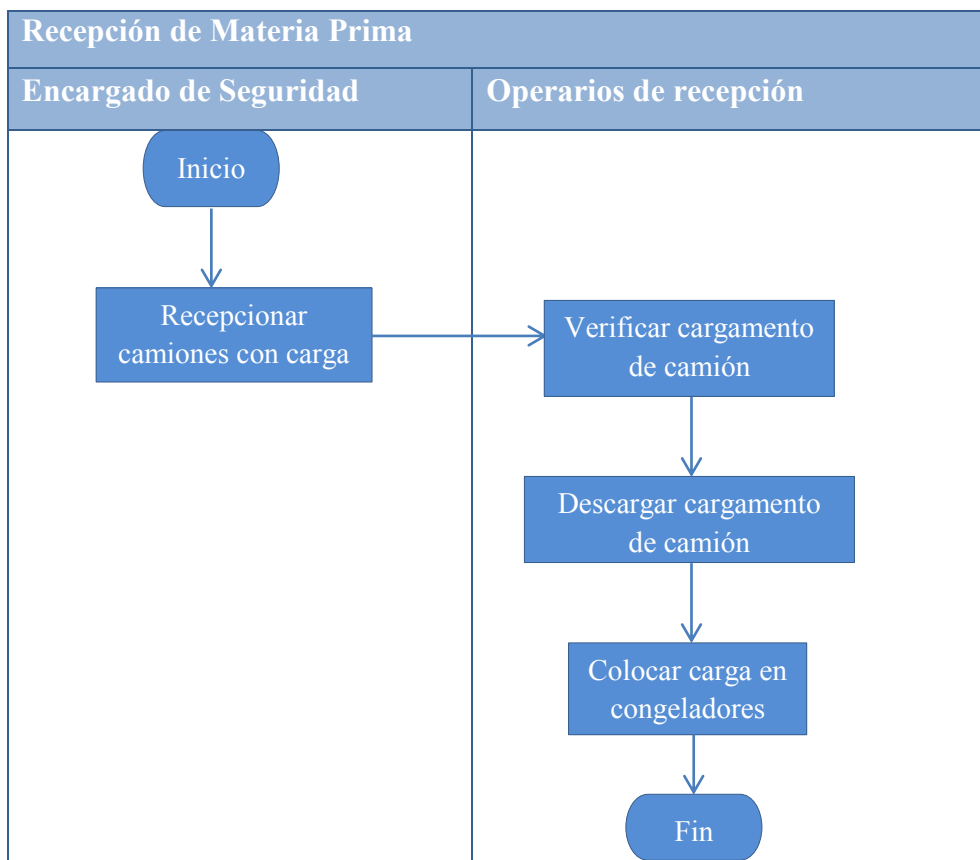 Recepción de Materia Prima
Encargado de Seguridad
Operarios de recepción
Inicio
Recepcionar
camiones con carga
Verificar cargamento
de camión
Descargar cargamento
de camión
Colocar carga en
congeladores
Fin